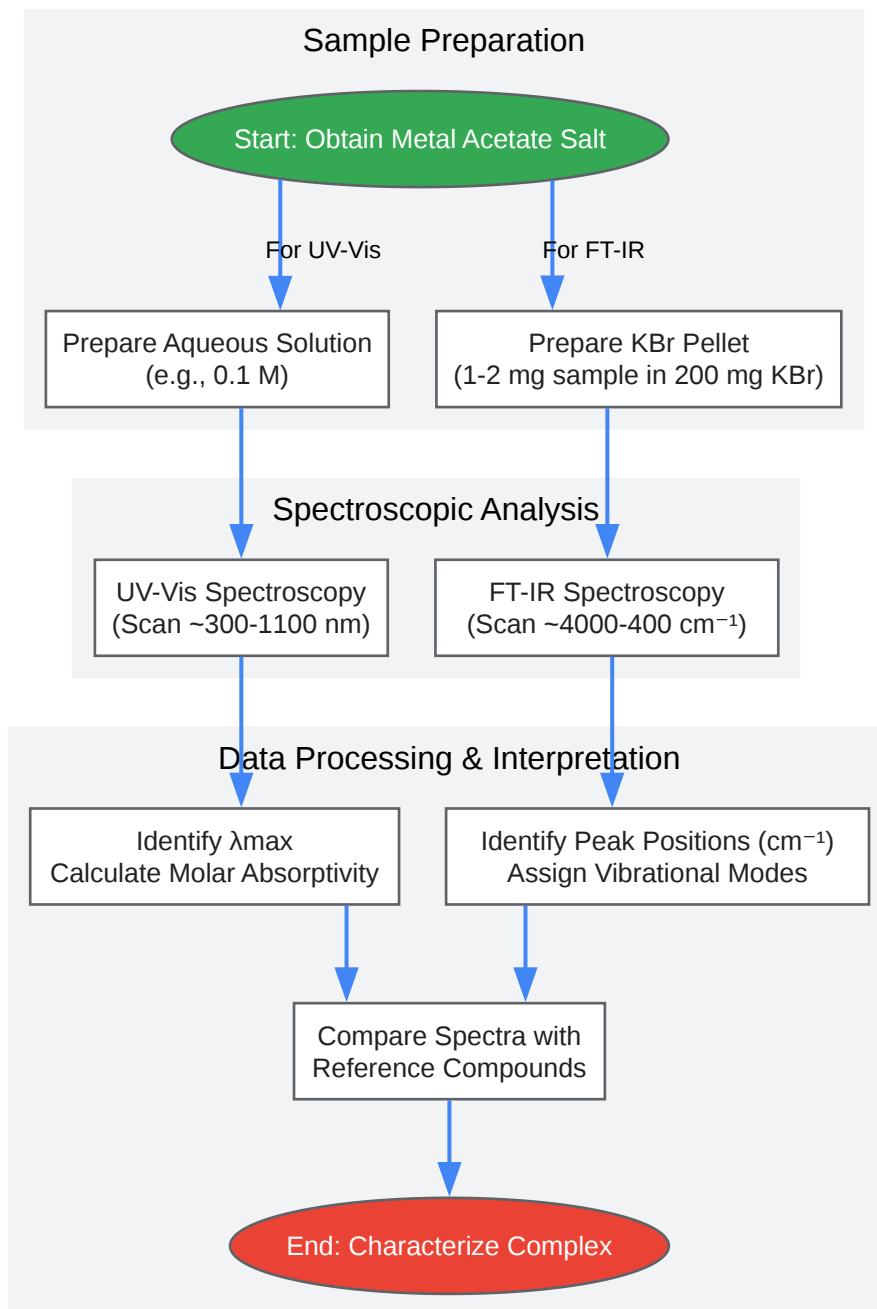 Sample Preparation
Start: Obtain Metal Acetate Salt
For UV-Vis
For FT-IR
Prepare Aqueous Solution
(e.g., 0.1 M)
Prepare KBr Pellet
(1-2 mg sample in 200 mg KBr)
Spectroscopic Analysis
UV-Vis Spectroscopy
(Scan ~300-1100 nm)
FT-IR Spectroscopy
(Scan ~4000-400 cm⁻¹)
Data Processing & Interpretation
Identify λmax
Calculate Molar Absorptivity
Identify Peak Positions (cm⁻¹)
Assign Vibrational Modes
Compare Spectra with
Reference Compounds
End: Characterize Complex